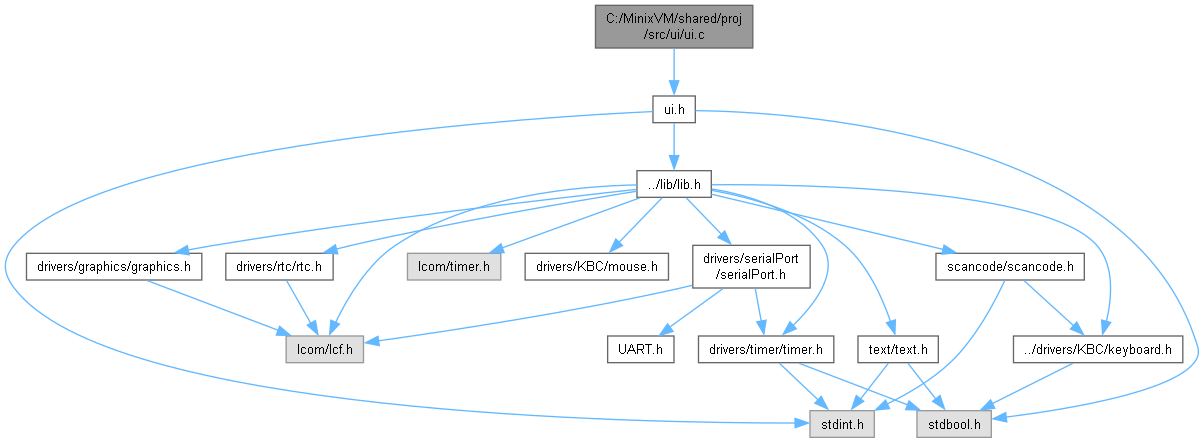 C:/MinixVM/shared/proj
/src/ui/ui.c
ui.h
../lib/lib.h
drivers/graphics/graphics.h
drivers/rtc/rtc.h
lcom/timer.h
drivers/KBC/mouse.h
drivers/serialPort
/serialPort.h
scancode/scancode.h
lcom/lcf.h
UART.h
drivers/timer/timer.h
text/text.h
../drivers/KBC/keyboard.h
stdint.h
stdbool.h